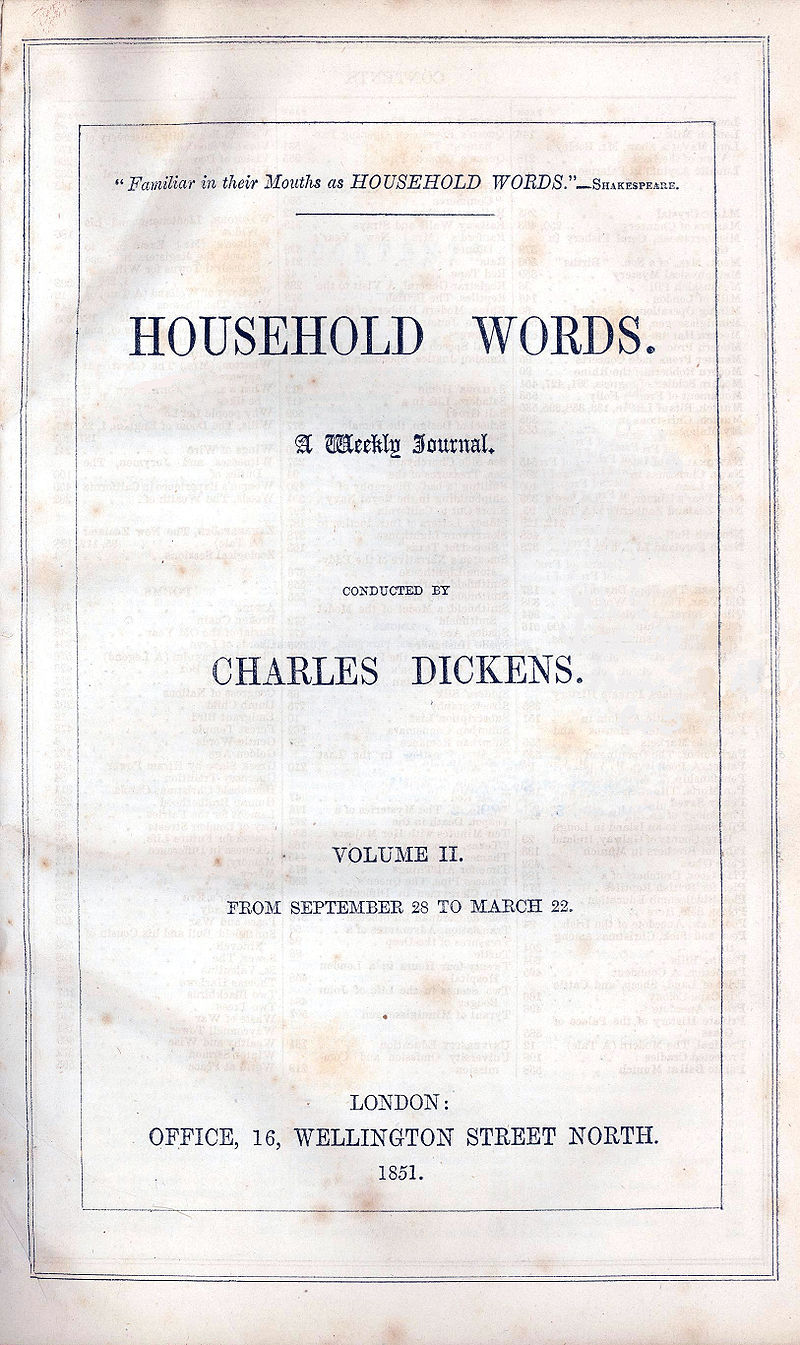 "Familiar in their Mouths as HOUSEHOLD WORDS."—SHAKESPEARE.
HOUSEHOLD WORDS.
A Weekly Journal.
CONDUCTED BY
CHARLES DICKENS.
VOLUME II.
FROM SEPTEMBER 28 TO MARCH 22.
LONDON:
OFFICE, 16, WELLINGTON STREET NORTH.
1851.